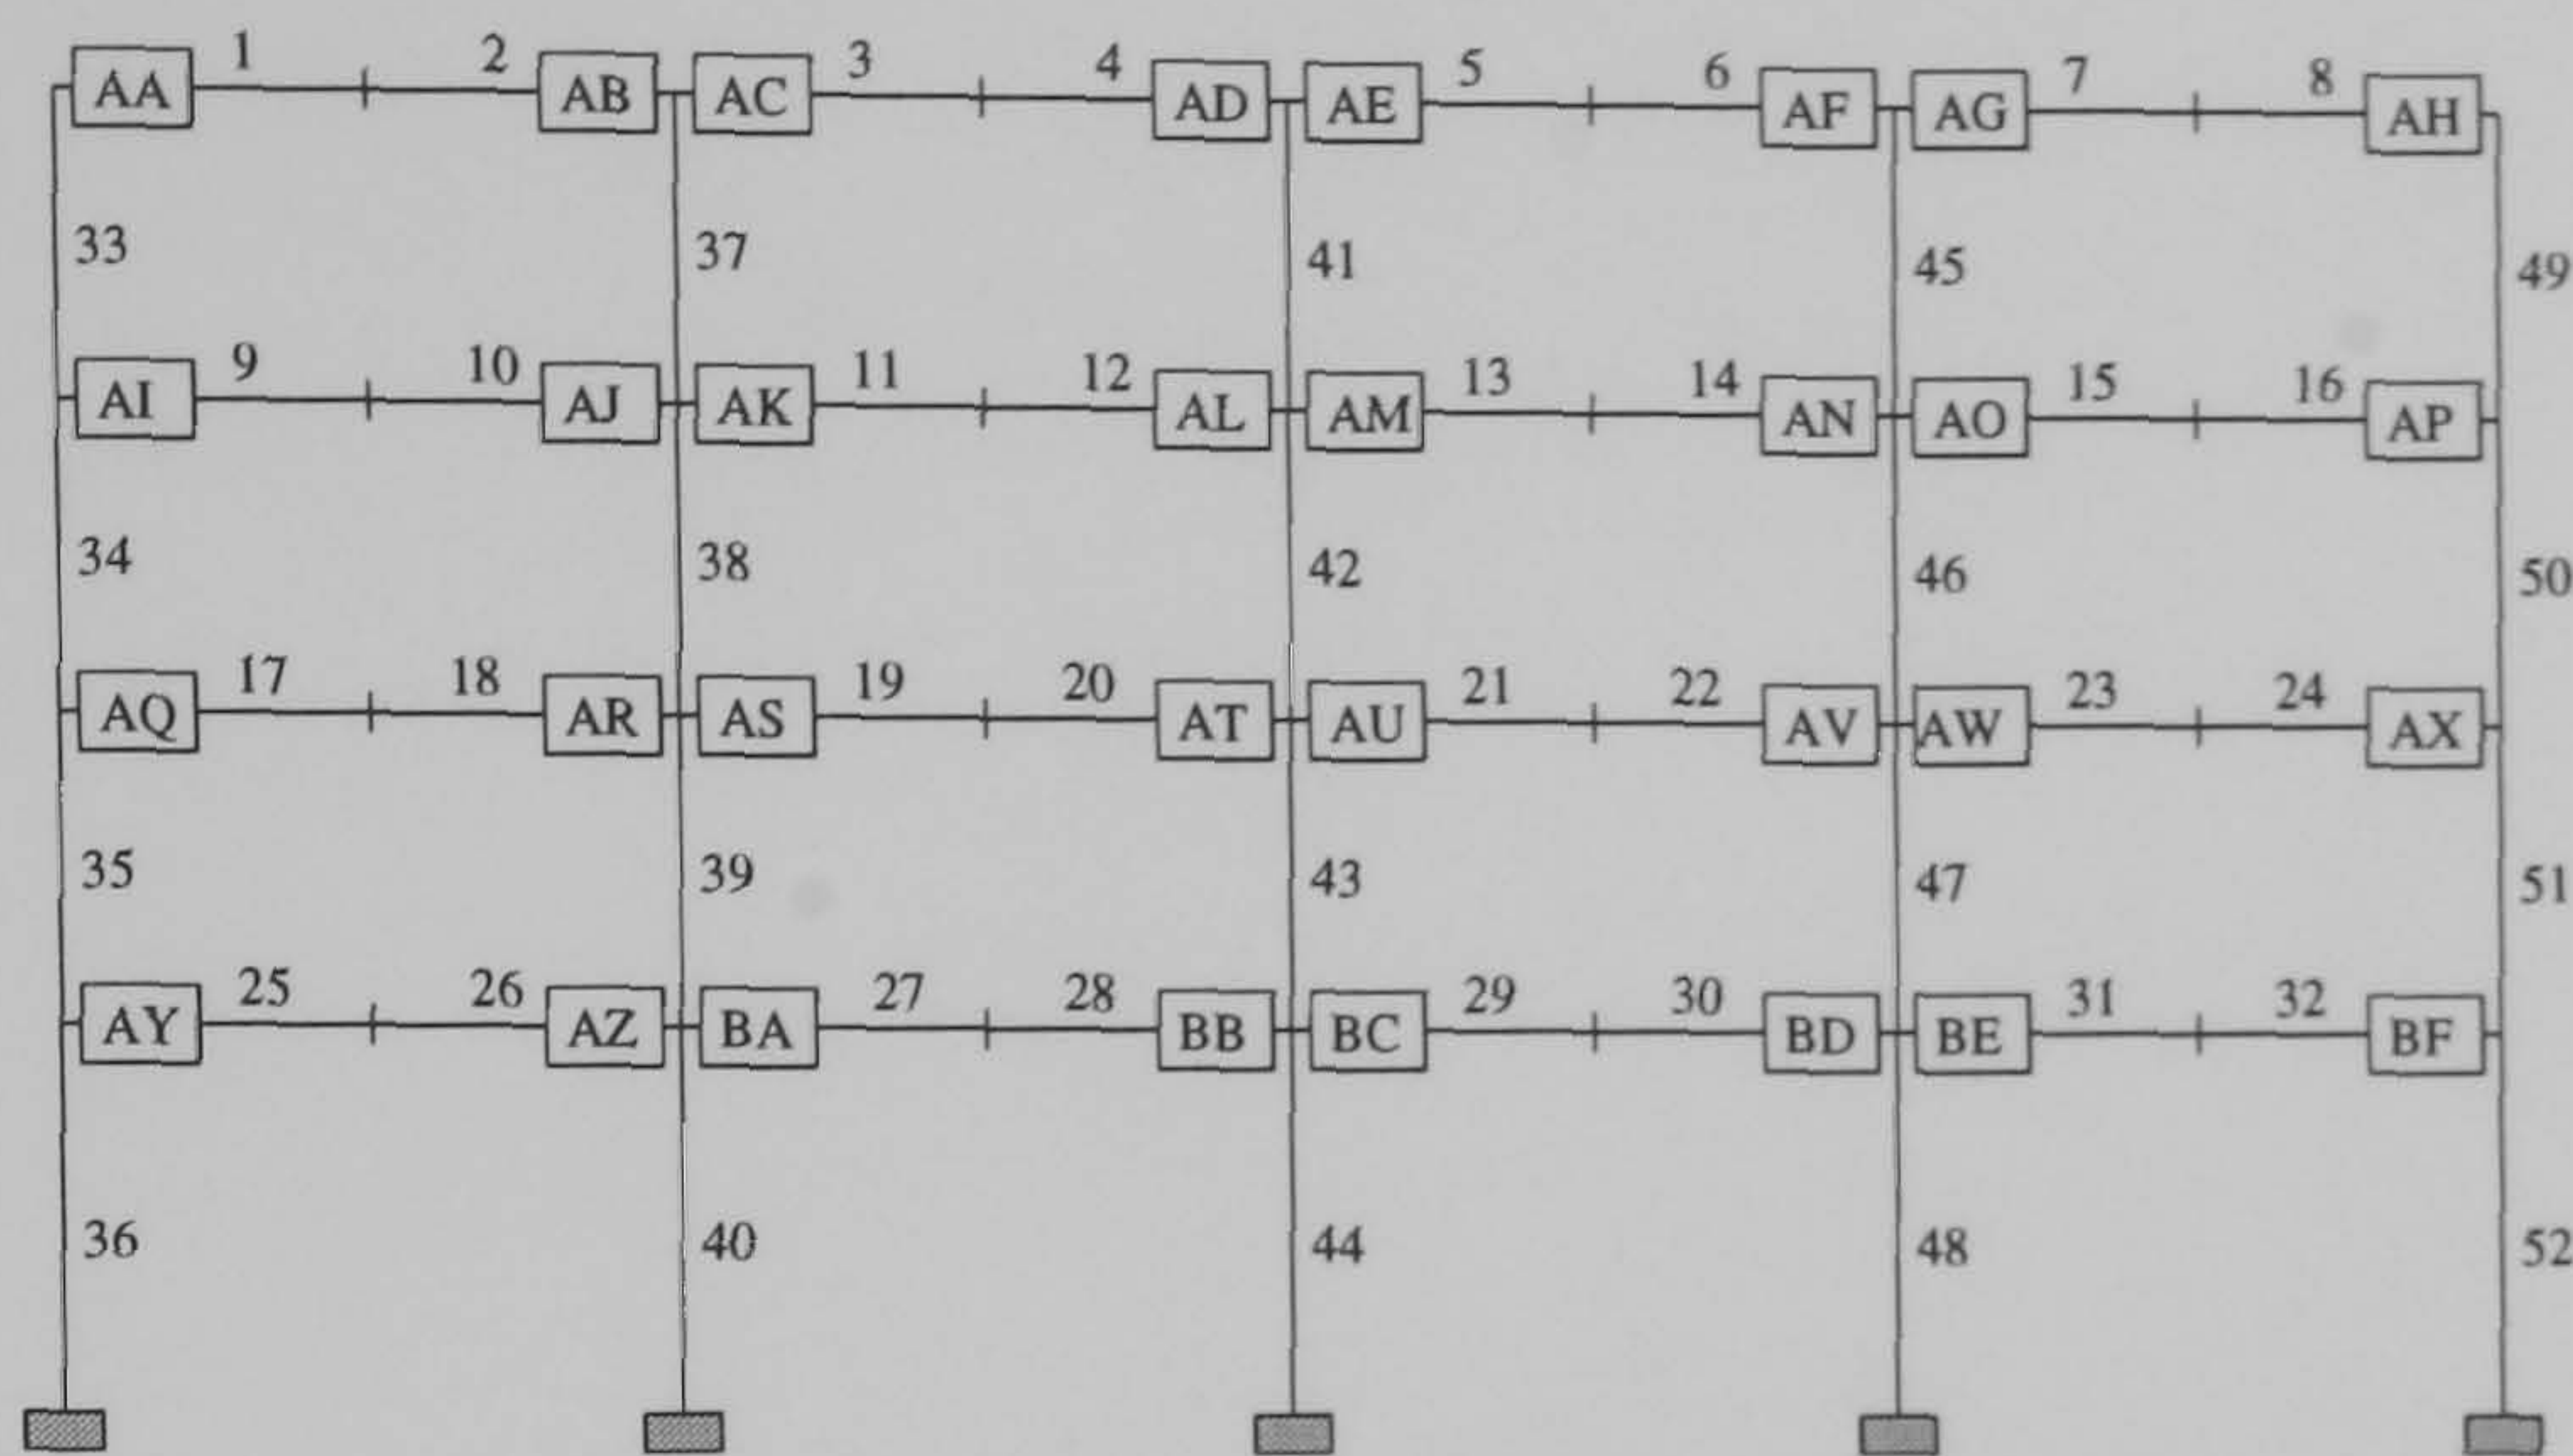 1 2 3 4 5 6 7 8
AA AB AC AD AE AF AG AH
33 37 41 45 49
9 10 11 12 13 14 15 16
AI AJ AK AL AM AN AO AP
34 38 42 46 50
17 18 19 20 21 22 23 24
AQ AR AS AT AU AV AW AX
35 39 43 47 51
25 26 27 28 29 30 31 32
AY AZ BA BB BC BD BE BF
36 40 44 48 52